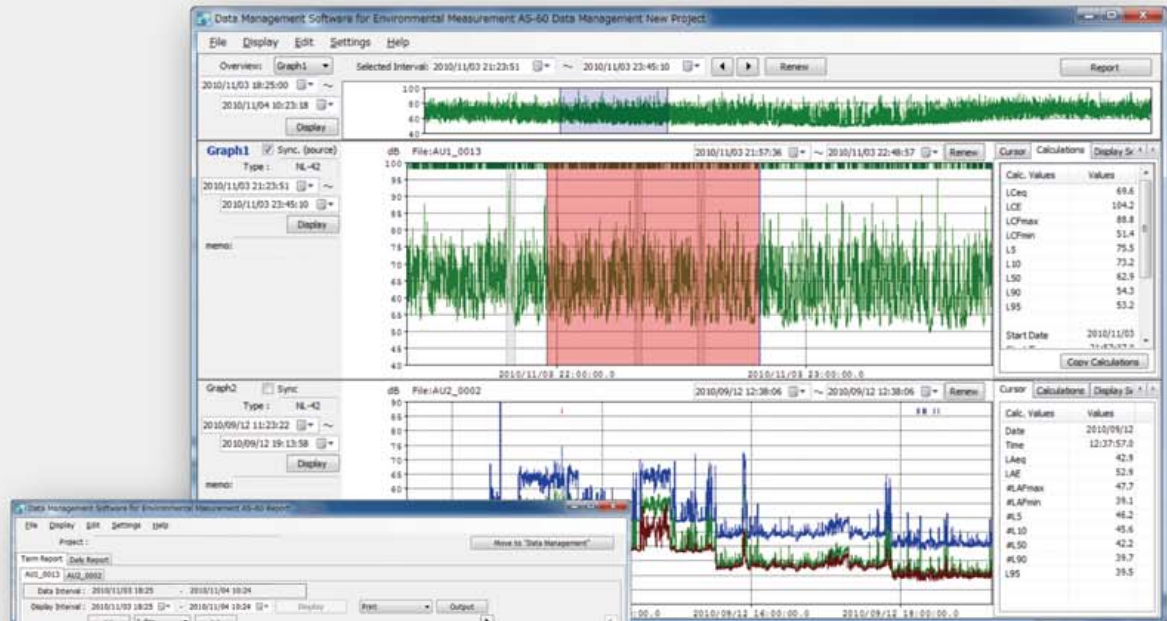 Data Management Software for Environmental Measurement AS-60 Data Management New Project
File Display Edit Settings Help
Overview: Graph1 Selected Interval: 2010/11/03 21:23:51 ~ 2010/11/03 23:45:10 Renew Report
2010/11/03 18:25:00 ~
2010/11/04 10:23:18
Display
100
80
60
40
Graph1 Sync. (source) dB File:AU1_0013 2010/11/03 21:57:36 ~ 2010/11/03 22:48:57 Renew Cursor Calculations Display
Type : NL-42
2010/11/03 21:23:51 ~
2010/11/03 23:45:10
Display
memo:
100
95
90
85
80
75
70
65
60
55
50
45
40
2010/11/03 22:00:00.0 2010/11/03 23:00:00.0
Calc. Values Values
LCeq 69.6
LCE 104.2
LCFmax 88.8
LCFmin 51.4
L5 75.5
L10 73.2
L50 62.9
L90 54.3
L95 53.2
Start Date 2010/11/03
Copy Calculations
Graph2 Sync dB File:AU2_0002 2010/09/12 12:38:06 ~ 2010/09/12 12:38:06 Renew Cursor Calculations Display
Type : NL-42
2010/09/12 11:23:22 ~
2010/09/12 19:13:58
Display
memo:
90
85
80
75
70
65
60
2010/09/12 16:00:00.0 2010/09/12 18:00:00.0
Calc. Values Values
Date 2010/09/12
Time 12:37:57.0
LAeq 42.9
LAE 52.9
#LAFmax 47.7
#LAFmin 39.1
#L5 46.2
#L10 45.6
#L50 42.2
#L90 39.7
L95 39.5
Data Management Software for Environmental Measurement AS-60 Report
File Display Edit Settings Help
Project : Move to "Data Management"
Term Report Daily Report
AU1_0013 AU2_0002
Data Interval : 2010/11/03 18:25 - 2010/11/04 10:24
Display Interval : 2010/11/03 18:25 - 2010/11/04 10:24 Display Print Output